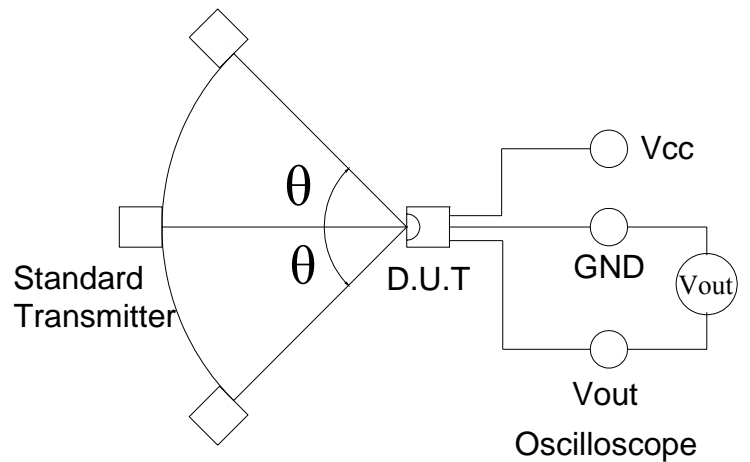 Vcc
θ
θ
GND
Vout
D.U.T
Standard
Transmitter
Vout
Oscilloscope